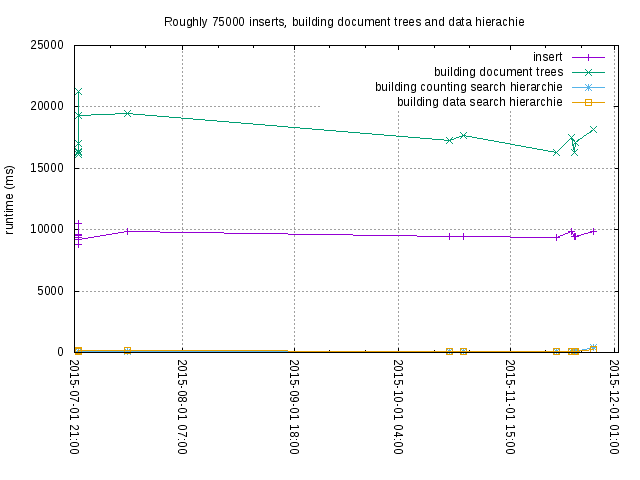 Roughly 75000 inserts, building document trees and data hierachie
25000
20000
15000
10000
5000
0
runtime (ms)
insert
building document trees
building counting search hierarchie
building data search hierarchie
2015-07-01 21:00
2015-08-01 07:00
2015-09-01 18:00
2015-10-01 04:00
2015-11-01 15:00
2015-12-01 01:00